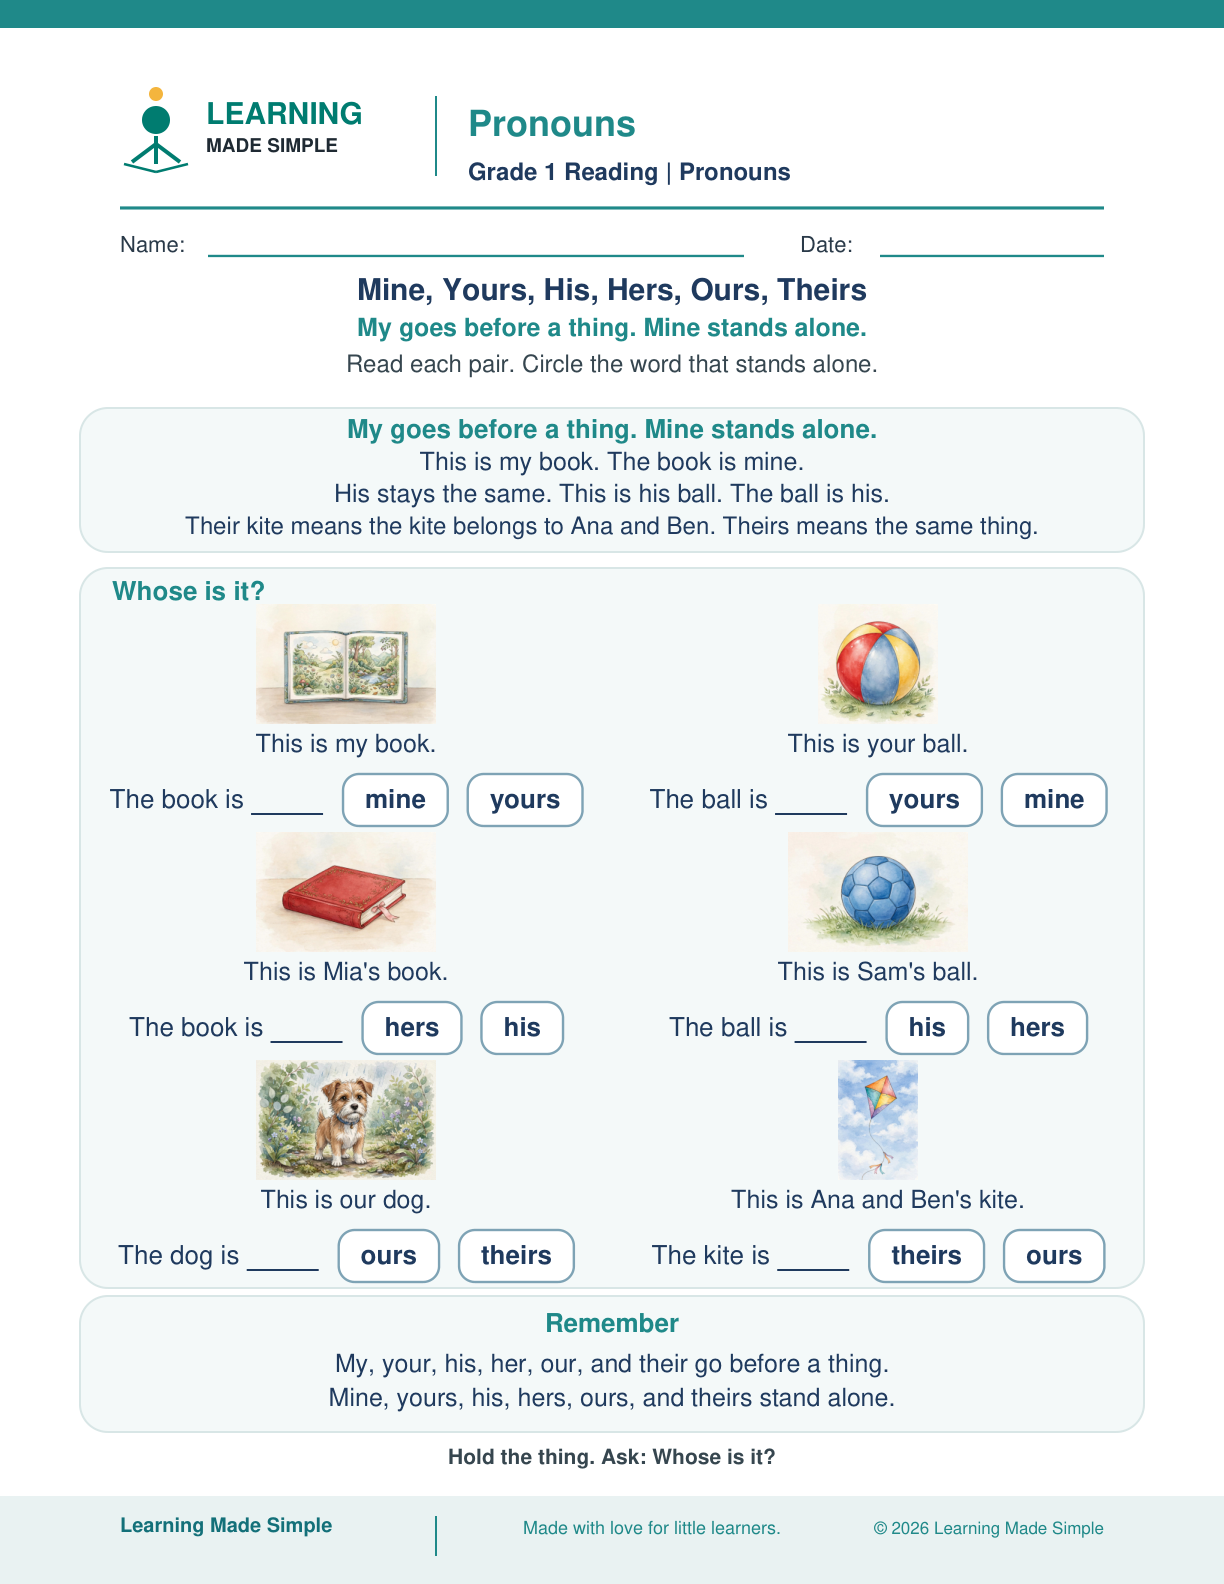 LEARNING
MADE SIMPLE
Pronouns
Grade 1 Reading | Pronouns
Name: Date:
Mine, Yours, His, Hers, Ours, Theirs
My goes before a thing. Mine stands alone.
Read each pair. Circle the word that stands alone.
My goes before a thing. Mine stands alone.
This is my book. The book is mine.
His stays the same. This is his ball. The ball is his.
Their kite means the kite belongs to Ana and Ben. Theirs means the same thing.
Whose is it?
This is my book.
The book is _____ mine yours
This is your ball.
The ball is _____ yours mine
This is Mia's book.
The book is _____ hers his
This is Sam's ball.
The ball is _____ his hers
This is our dog.
The dog is _____ ours theirs
This is Ana and Ben's kite.
The kite is _____ theirs ours
Remember
My, your, his, her, our, and their go before a thing.
Mine, yours, his, hers, ours, and theirs stand alone.
Hold the thing. Ask: Whose is it?
Learning Made Simple
Made with love for little learners.
© 2026 Learning Made Simple